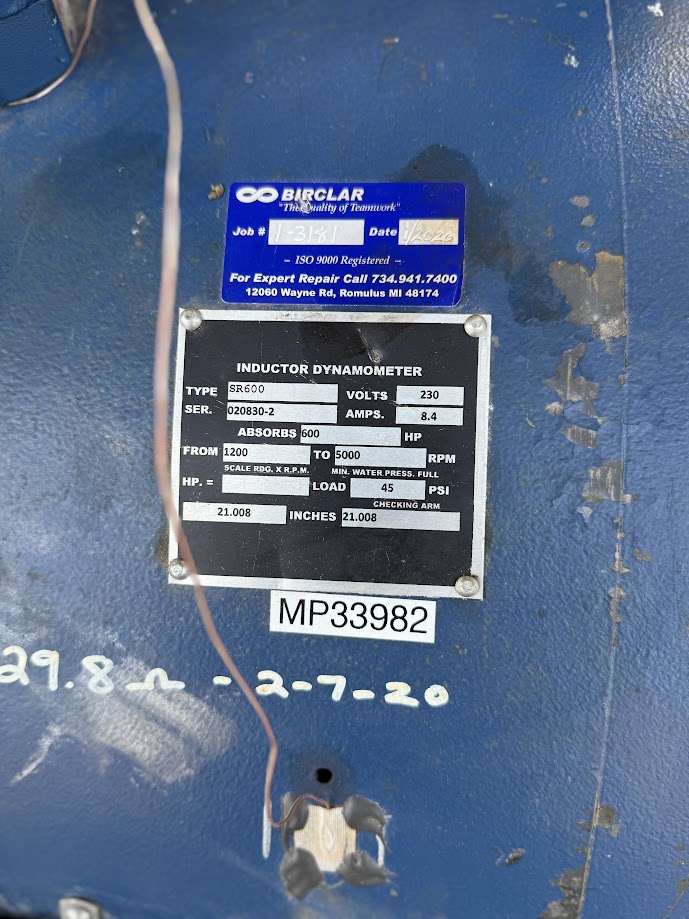 BIRCLAR
"The Quality of Teamwork"
Job # 1-3181 Date 1/2020
– ISO 9000 Registered –
For Expert Repair Call 734.941.7400
12060 Wayne Rd, Romulus MI 48174
INDUCTOR DYNAMOMETER
TYPE SR600 VOLTS 230
SER. 020830-2 AMPS. 8.4
ABSORBS 600 HP
FROM 1200 TO 5000 RPM
SCALE RDG. X R.P.M. MIN. WATER PRESS. FULL
HP. = LOAD 45 PSI
CHECKING ARM
21.008 INCHES 21.008
MP33982
29.8 Ω - 2-7-20